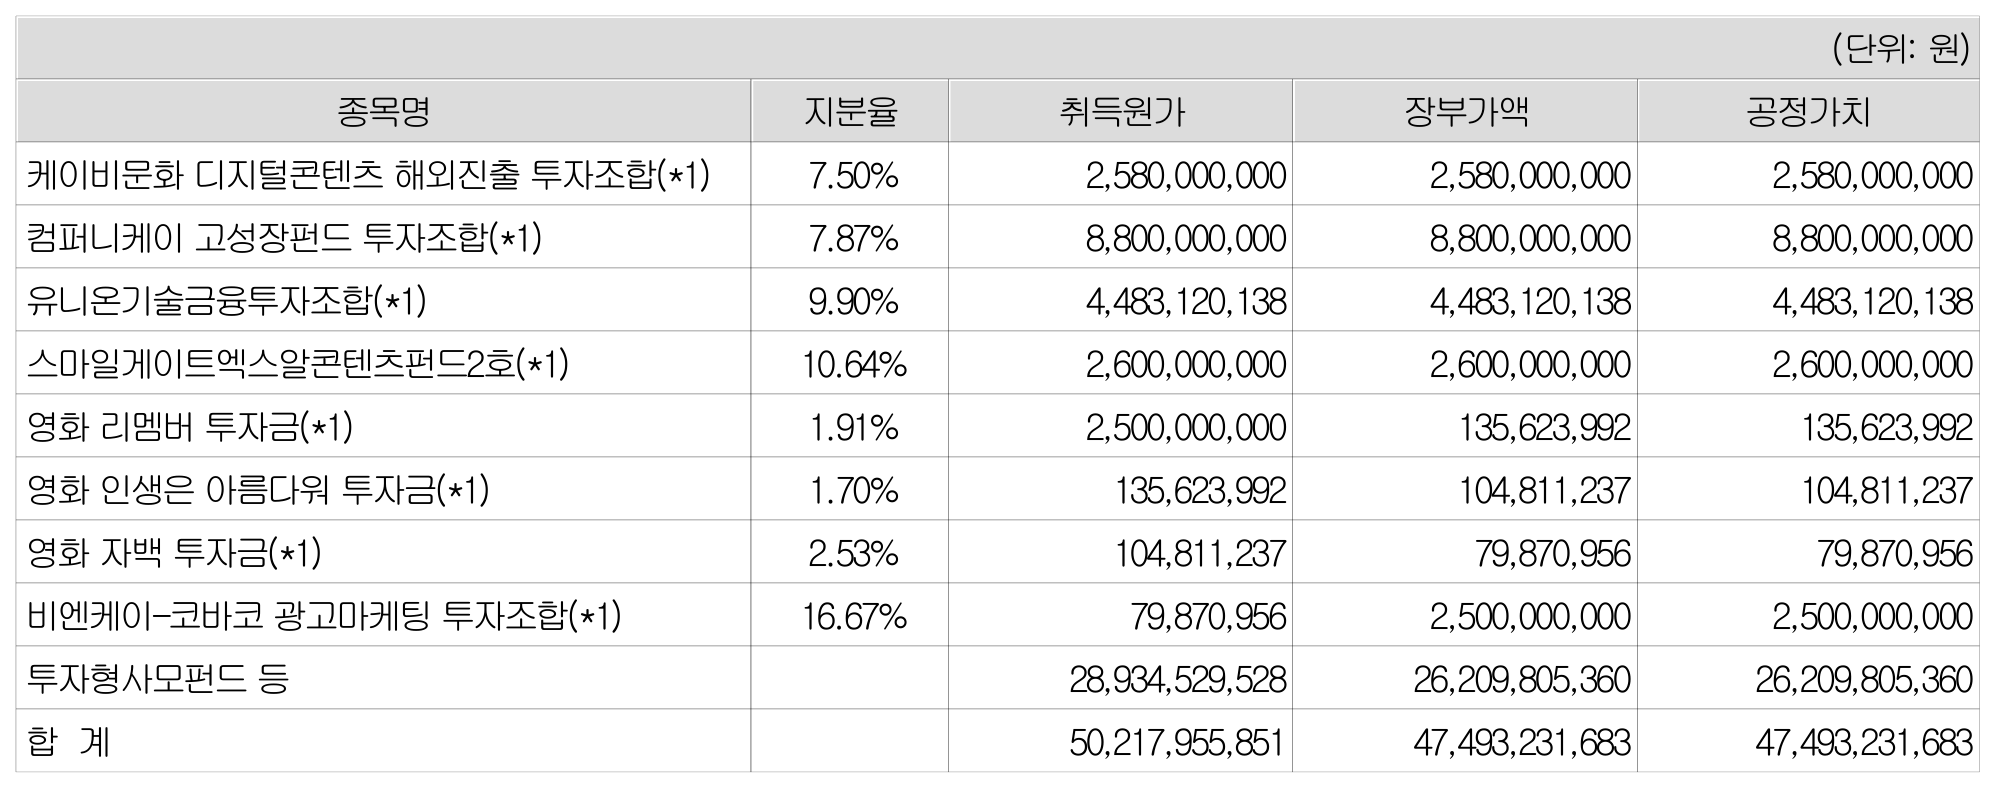 (단위: 원)
종목명 지분율 취득원가 장부가액 공정가치
케이비문화 디지털콘텐츠 해외진출 투자조합(*1) 7.50% 2,580,000,000 2,580,000,000 2,580,000,000
컴퍼니케이 고성장펀드 투자조합(*1) 7.87% 8,800,000,000 8,800,000,000 8,800,000,000
유니온기술금융투자조합(*1) 9.90% 4,483,120,138 4,483,120,138 4,483,120,138
스마일게이트엑스알콘텐츠펀드2호(*1) 10.64% 2,600,000,000 2,600,000,000 2,600,000,000
영화 리멤버 투자금(*1) 1.91% 2,500,000,000 135,623,992 135,623,992
영화 인생은 아름다워 투자금(*1) 1.70% 135,623,992 104,811,237 104,811,237
영화 자백 투자금(*1) 2.53% 104,811,237 79,870,956 79,870,956
비엔케이-코바코 광고마케팅 투자조합(*1) 16.67% 79,870,956 2,500,000,000 2,500,000,000
투자형사모펀드 등 28,934,529,528 26,209,805,360 26,209,805,360
합 계 50,217,955,851 47,493,231,683 47,493,231,683